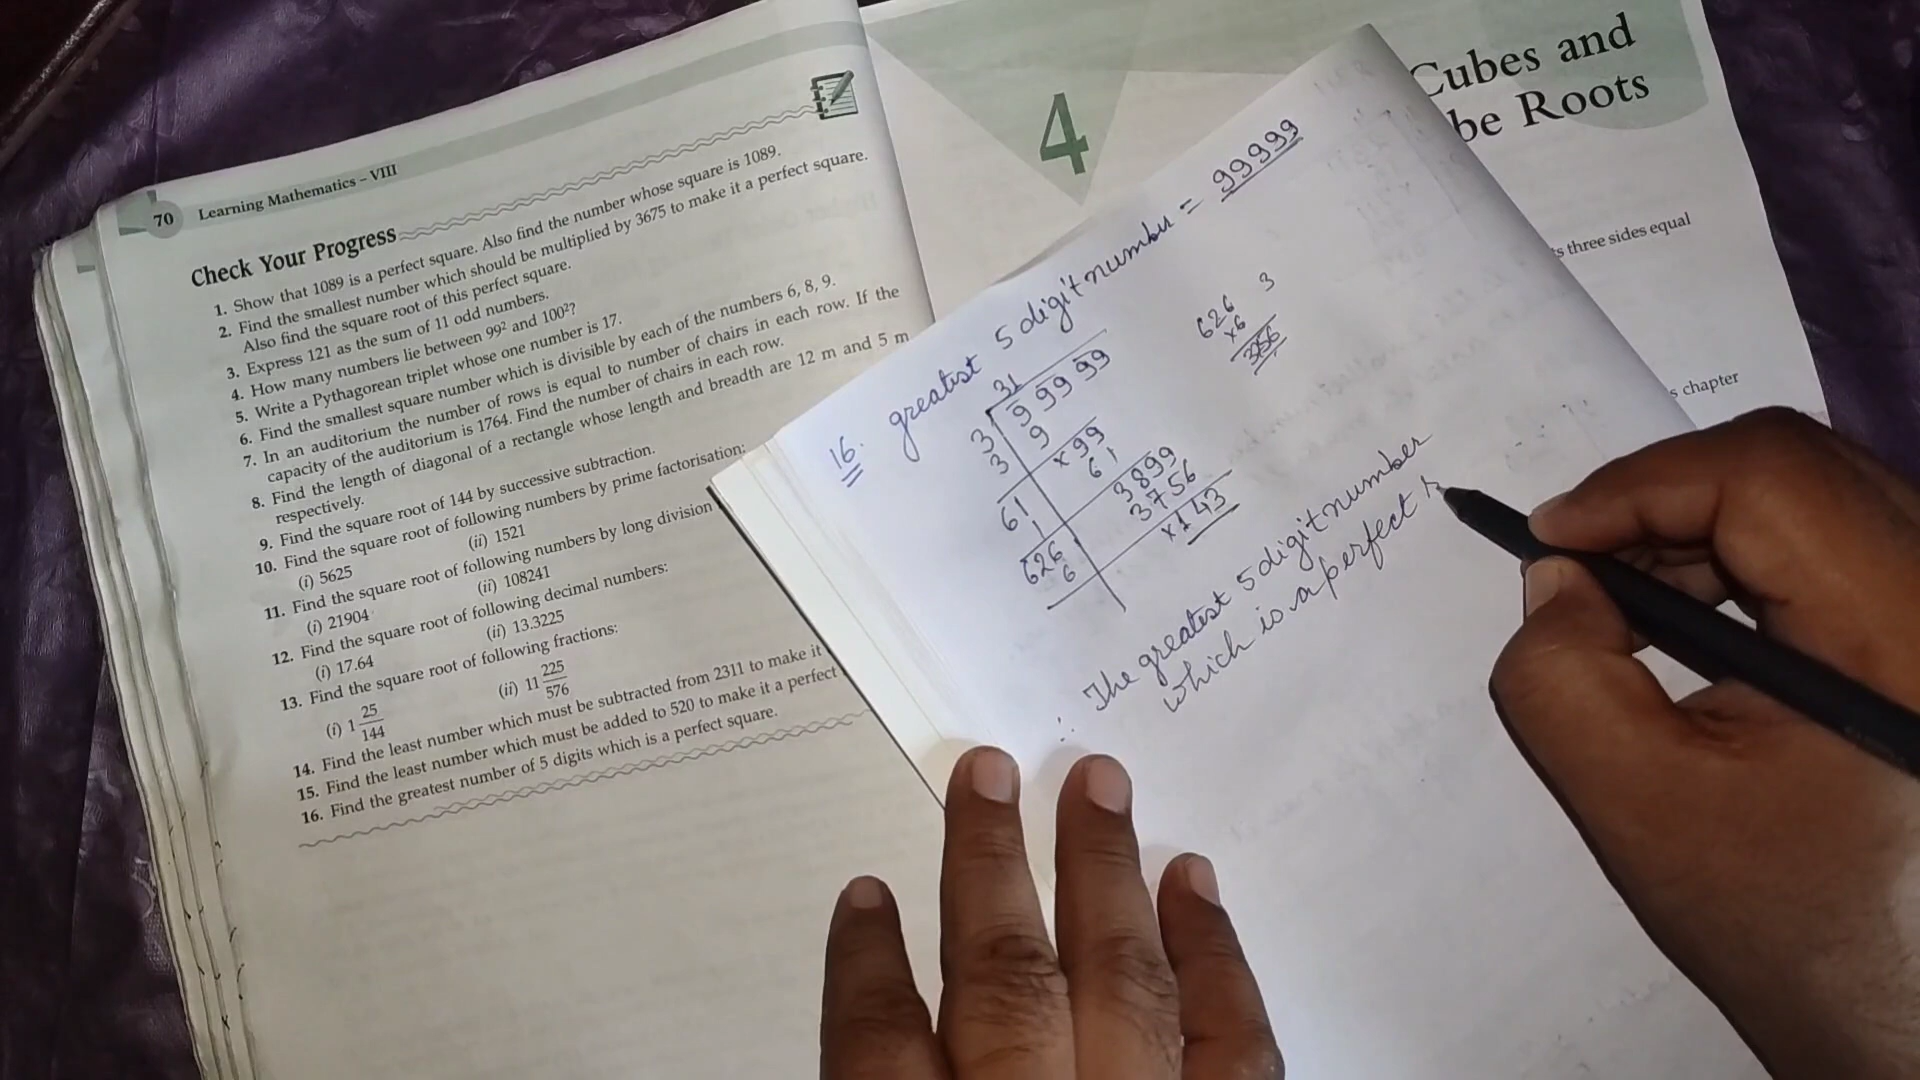 70 Learning Mathematics – VIII
Check Your Progress
1. Show that 1089 is a perfect square. Also find the number whose square is 1089.
2. Find the smallest number which should be multiplied by 3675 to make it a perfect square.
Also find the square root of this perfect square.
3. Express 121 as the sum of 11 odd numbers.
4. How many numbers lie between 99² and 100²?
5. Write a Pythagorean triplet whose one number is 17.
6. Find the smallest square number which is divisible by each of the numbers 6, 8, 9.
7. In an auditorium the number of rows is equal to number of chairs in each row. If the
capacity of the auditorium is 1764. Find the number of chairs in each row.
8. Find the length of diagonal of a rectangle whose length and breadth are 12 m and 5 m
respectively.
9. Find the square root of 144 by successive subtraction.
10. Find the square root of following numbers by prime factorisation:
(i) 5625 (ii) 1521
11. Find the square root of following numbers by long division
(i) 21904 (ii) 108241
12. Find the square root of following decimal numbers:
(i) 17.64 (ii) 13.3225
13. Find the square root of following fractions:
(i) 1 25/144 (ii) 11 225/576
14. Find the least number which must be subtracted from 2311 to make it
15. Find the least number which must be added to 520 to make it a perfect
16. Find the greatest number of 5 digits which is a perfect square.
4
Cubes and
be Roots
s three sides equal
s chapter
16. greatest 5 digit number = 99999
31
3 9 99 99
3 9
61 × 99
1 61
626 3899
6 3756
×143
626 3
×6
3756
∴ The greatest 5 digit number
which is a perfect